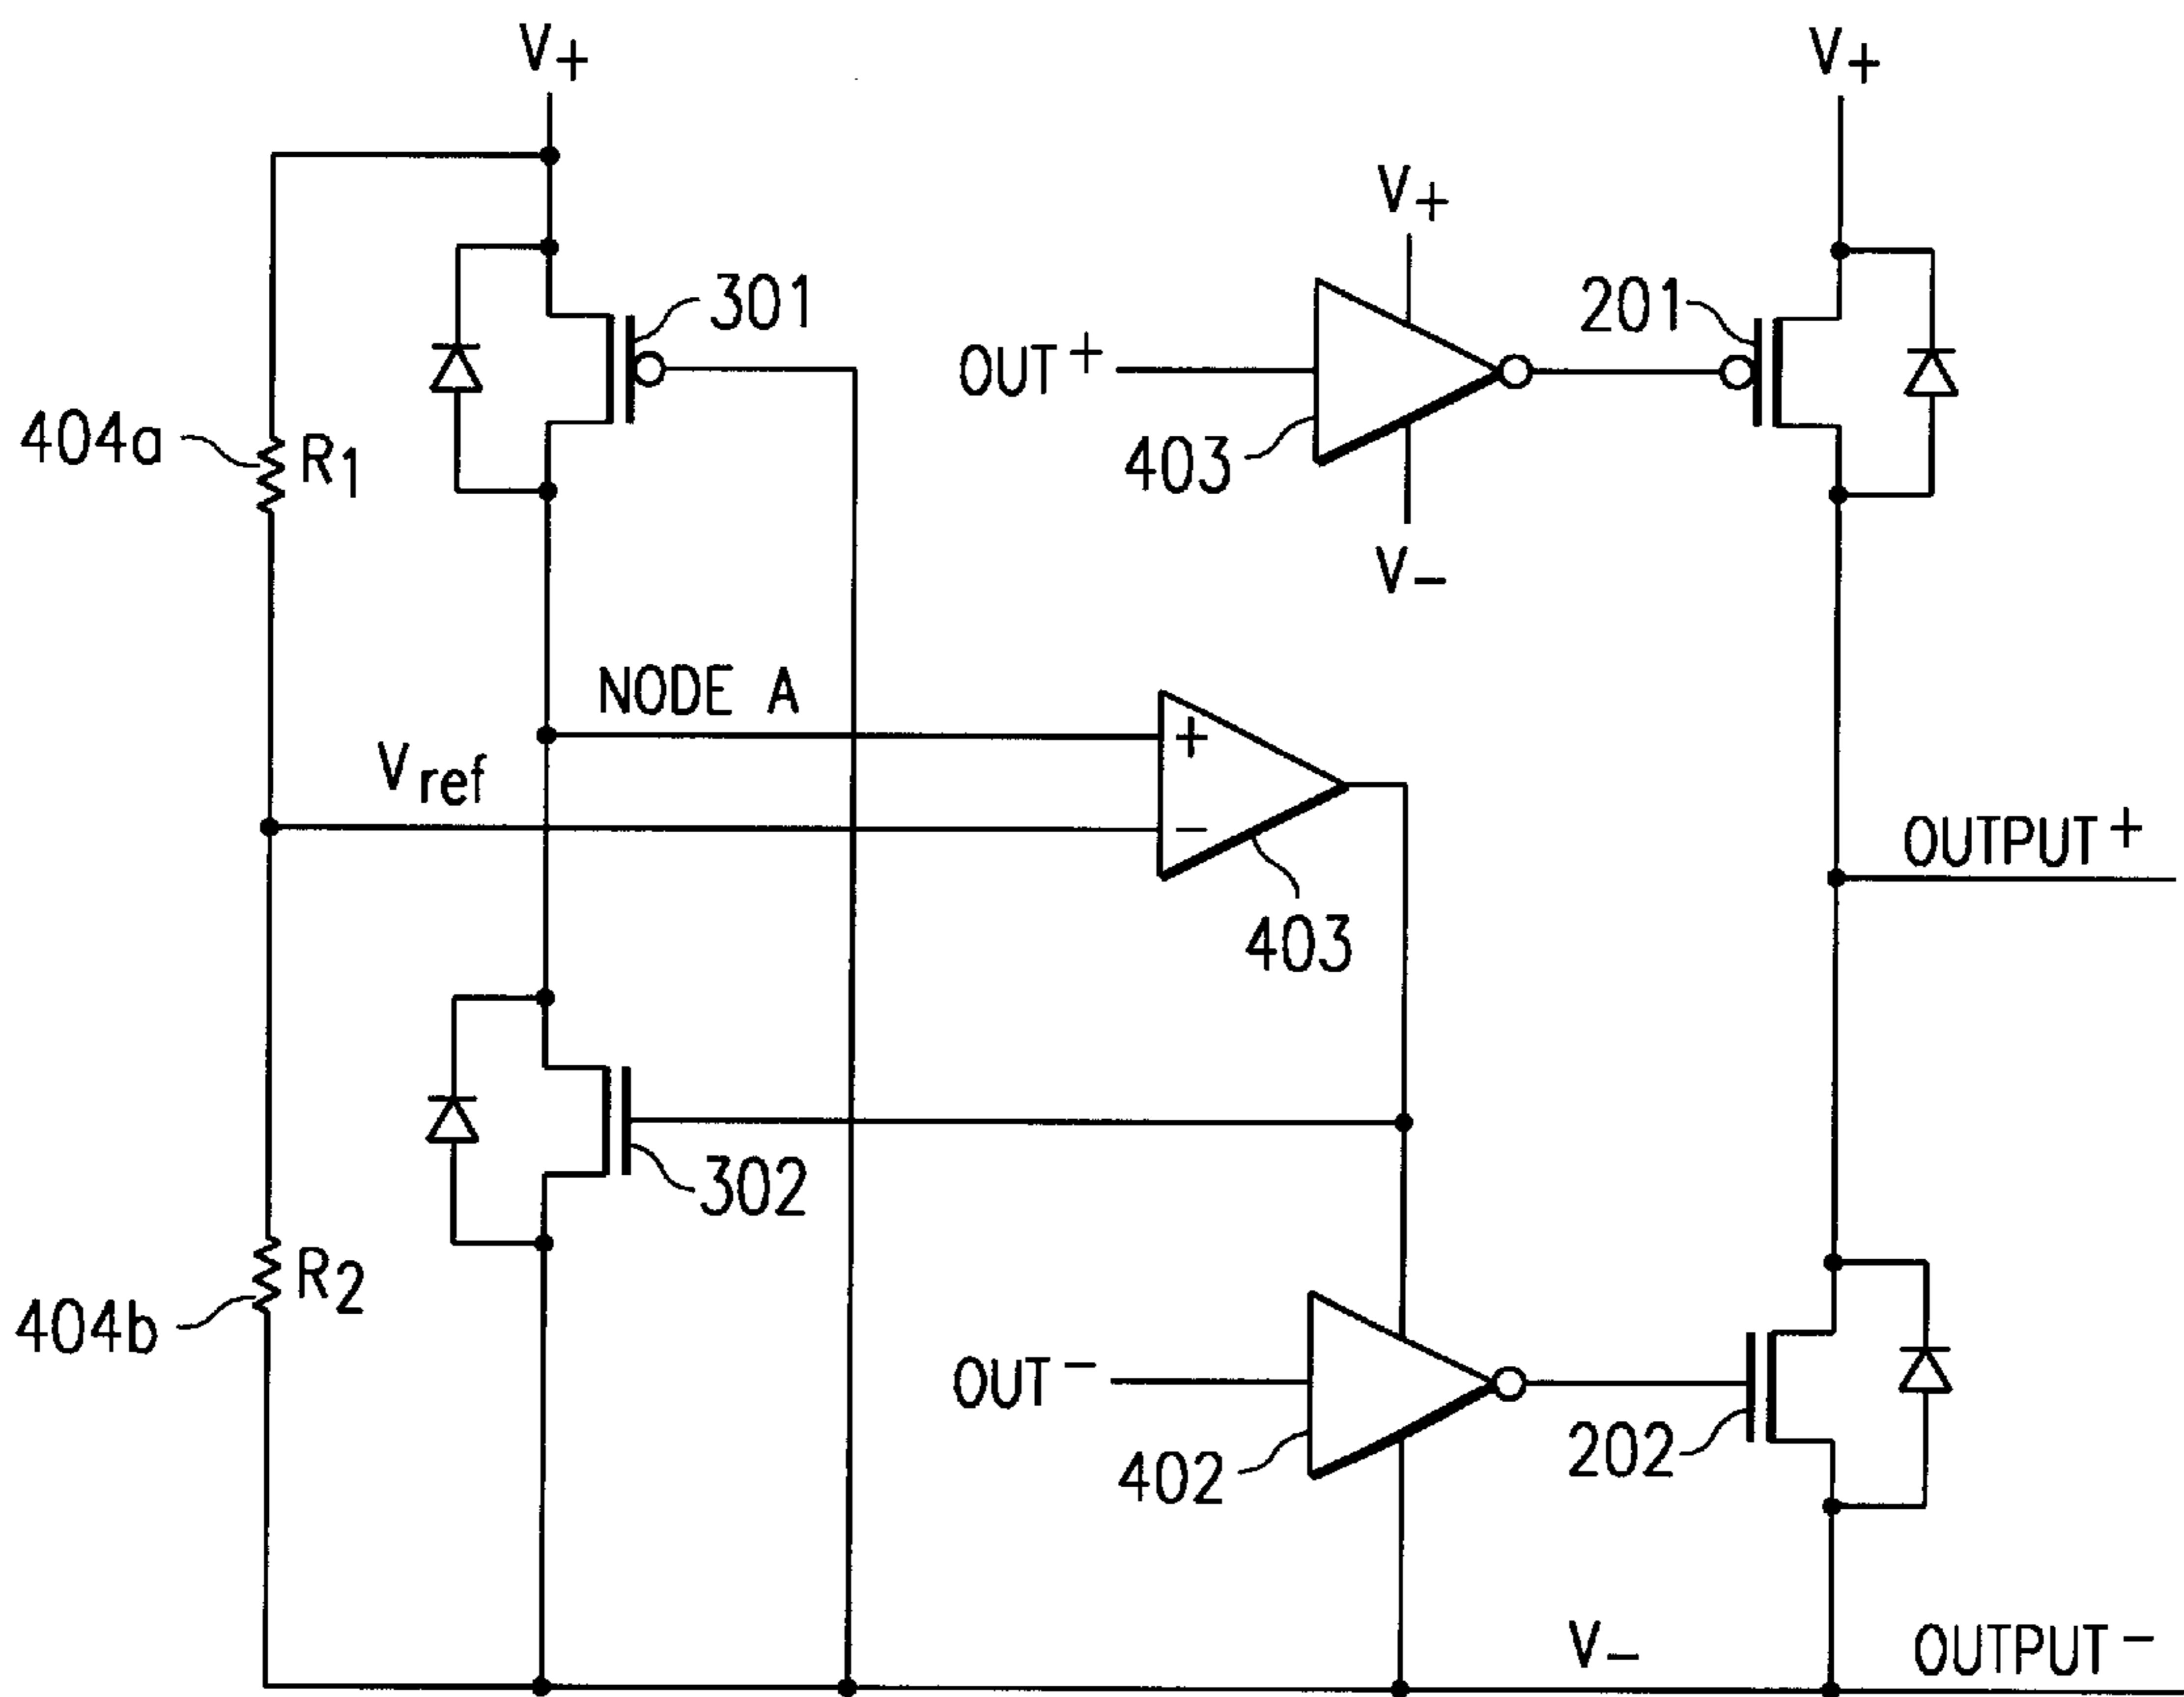 V+
V+
V+
301
201
OUT+
404a
R1
403
V-
NODE A
Vref
+
-
OUTPUT+
403
302
R2
404b
OUT-
202
402
V-
OUTPUT-